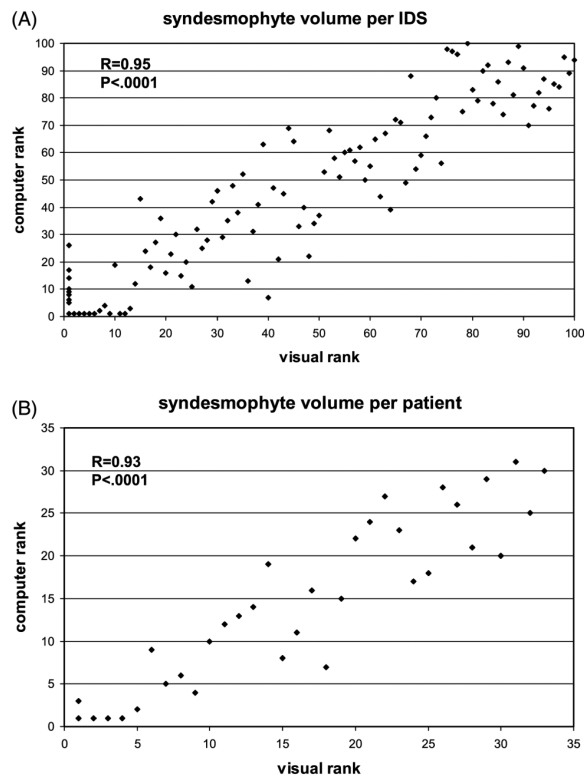 (A)
syndesmophyte volume per IDS
R=0.95
P<.0001
computer rank
100
90
80
70
60
50
40
30
20
10
0
0 10 20 30 40 50 60 70 80 90 100
visual rank
(B)
syndesmophyte volume per patient
R=0.93
P<.0001
computer rank
35
30
25
20
15
10
5
0
0 5 10 15 20 25 30 35
visual rank